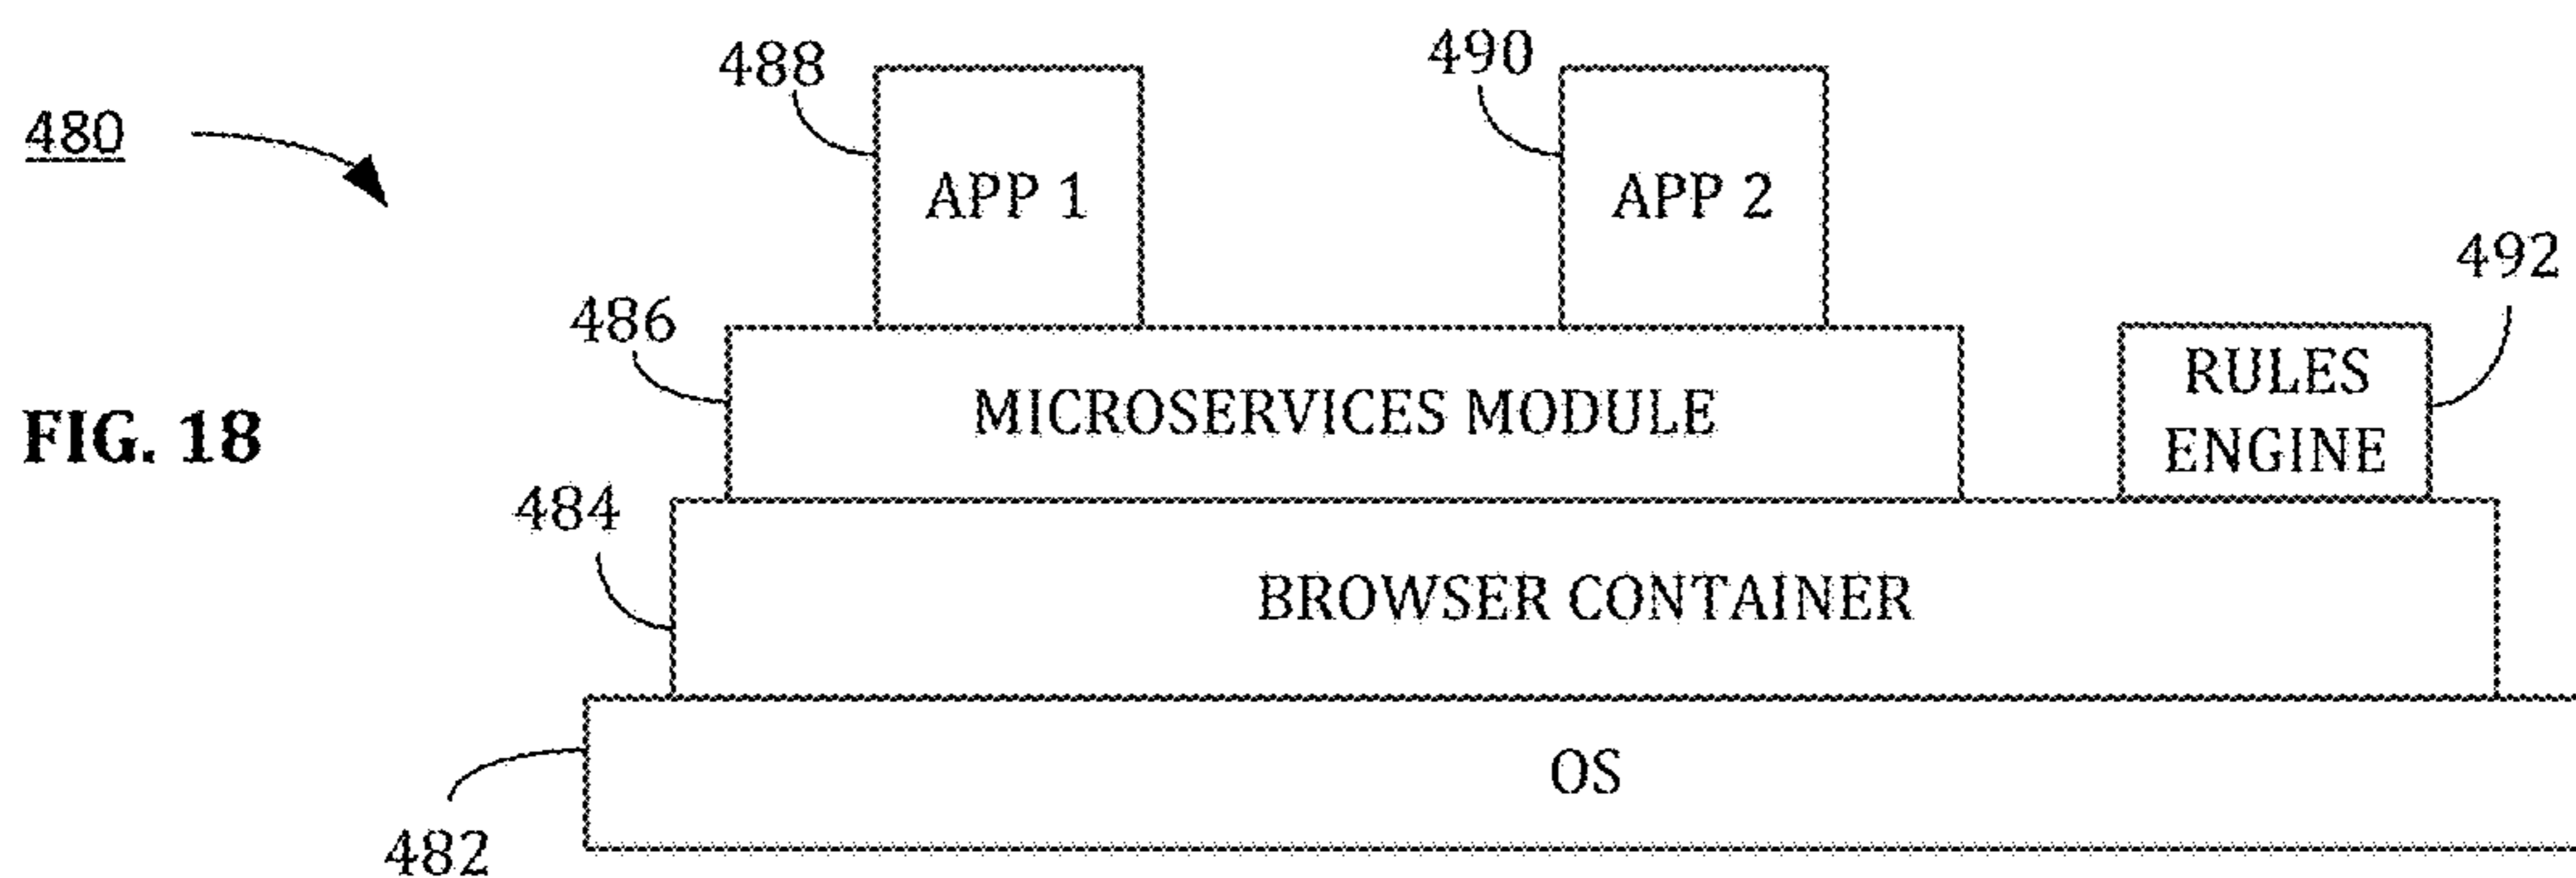 488
490
480
APP 1
APP 2
492
486
RULES
ENGINE
MICROSERVICES MODULE
FIG. 18
484
BROWSER CONTAINER
OS
482